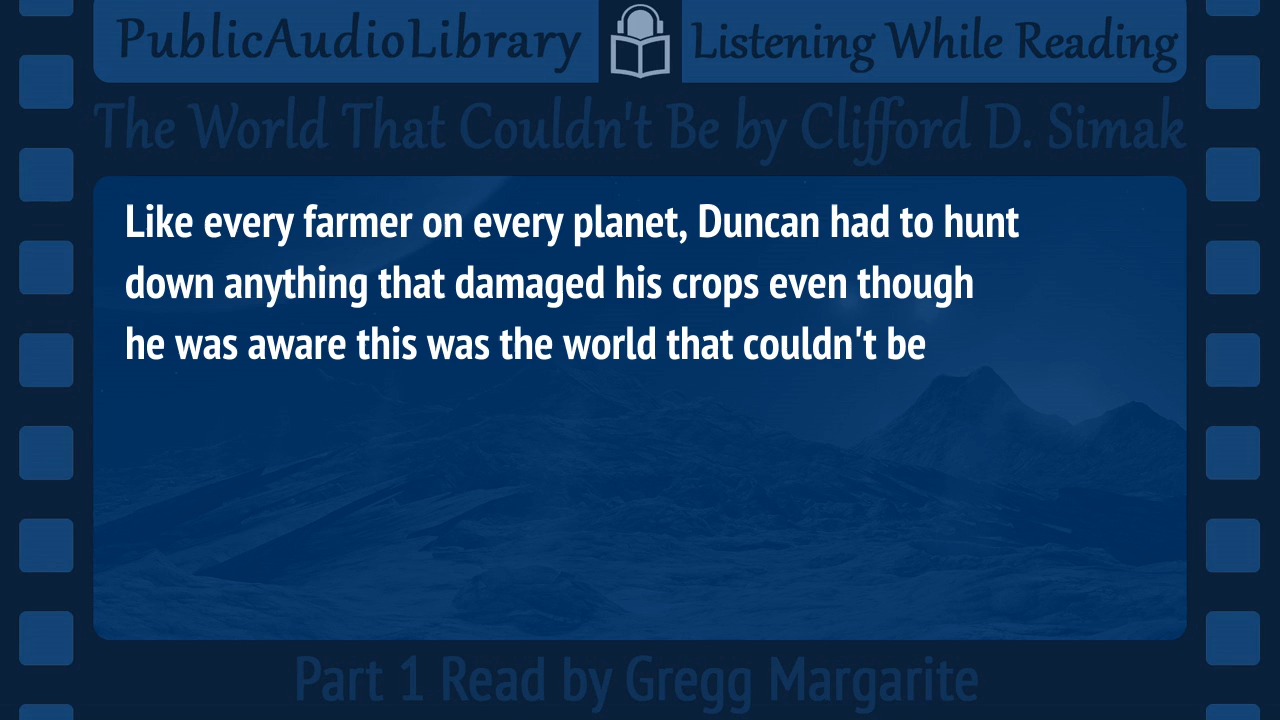 PublicAudioLibrary Listening While Reading
The World That Couldn't Be by Clifford D. Simak
Like every farmer on every planet, Duncan had to hunt
down anything that damaged his crops even though
he was aware this was the world that couldn't be
Part 1 Read by Gregg Margarite